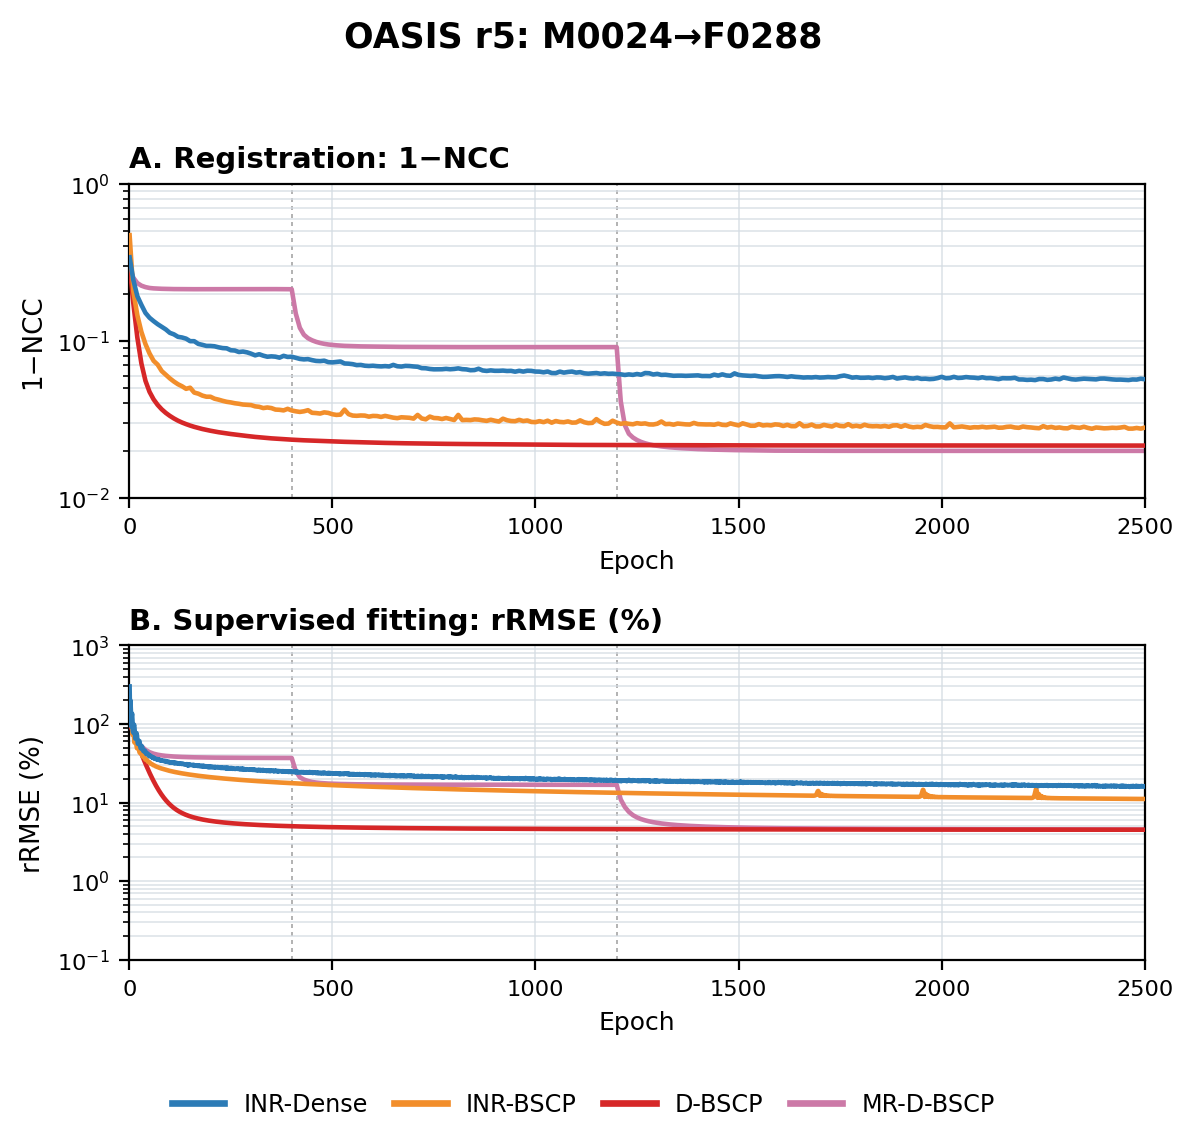 OASIS r5: M0024→F0288
A. Registration: 1−NCC
1−NCC
10⁰
10⁻¹
10⁻²
0 500 1000 1500 2000 2500
Epoch
B. Supervised fitting: rRMSE (%)
rRMSE (%)
10³
10²
10¹
10⁰
10⁻¹
0 500 1000 1500 2000 2500
Epoch
INR-Dense INR-BSCP D-BSCP MR-D-BSCP